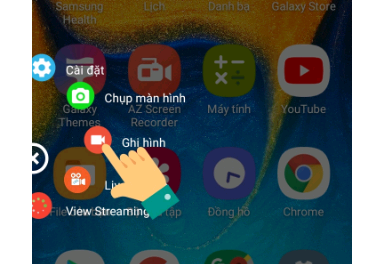 Samsung
Health
Lịch
Danh bạ
Galaxy Store
Cài đặt
Chụp màn hình
Galaxy
Themes
AZ Screen
Recorder
Máy tính
YouTube
Ghi hình
File
Đồng hồ
Chrome
View Streaming